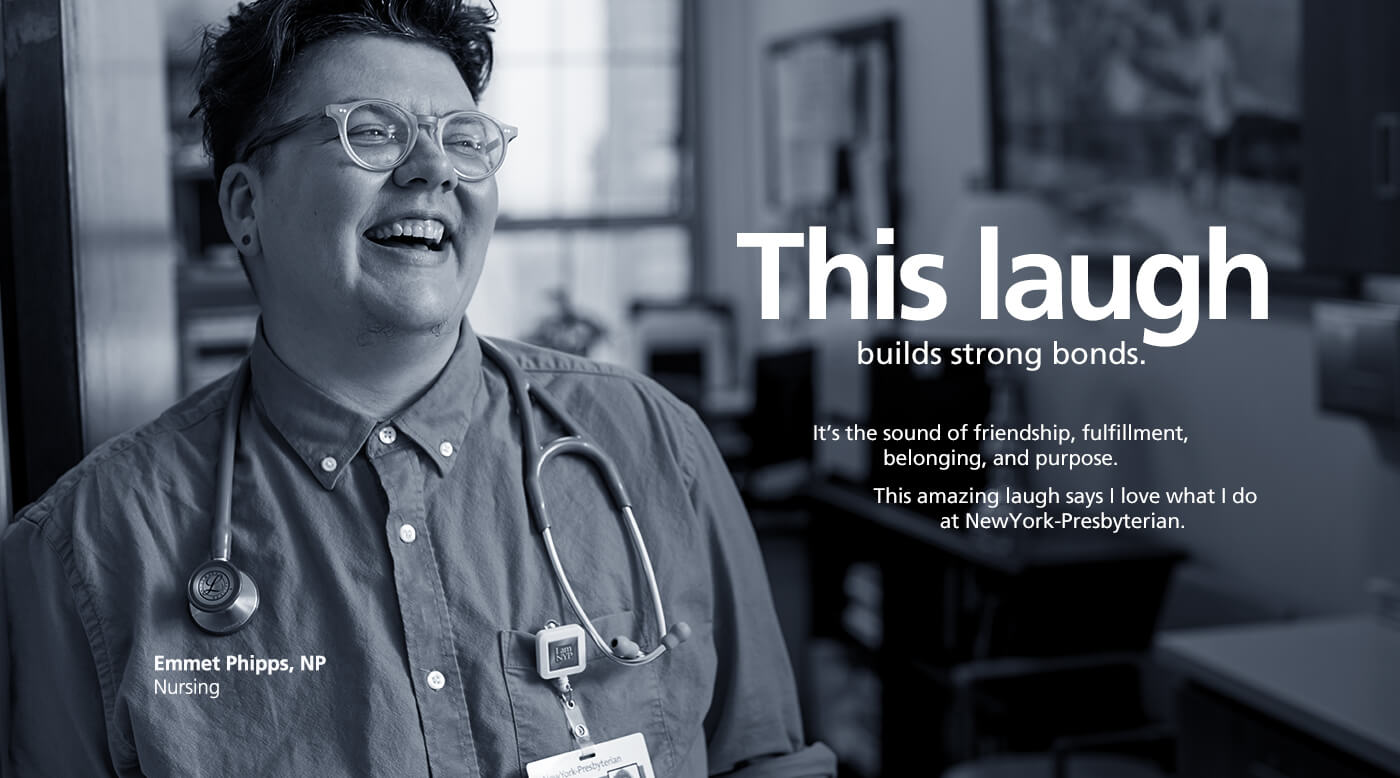 This laugh
builds strong bonds.
It's the sound of friendship, fulfillment,
belonging, and purpose.
This amazing laugh says I love what I do
at NewYork-Presbyterian.
Emmet Phipps, NP
Nursing
I am
NYP
NewYork-Presbyterian